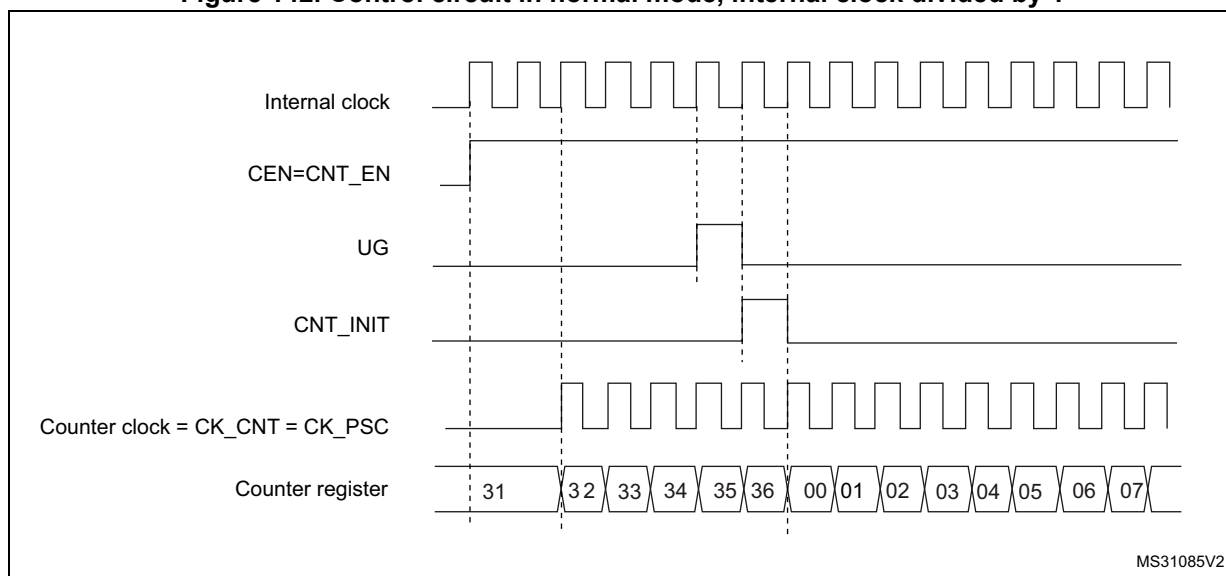 Figure 142. Control circuit in normal mode, internal clock divided by 1
Internal clock
CEN=CNT_EN
UG
CNT_INIT
Counter clock = CK_CNT = CK_PSC
Counter register 31 32 33 34 35 36 00 01 02 03 04 05 06 07
MS31085V2